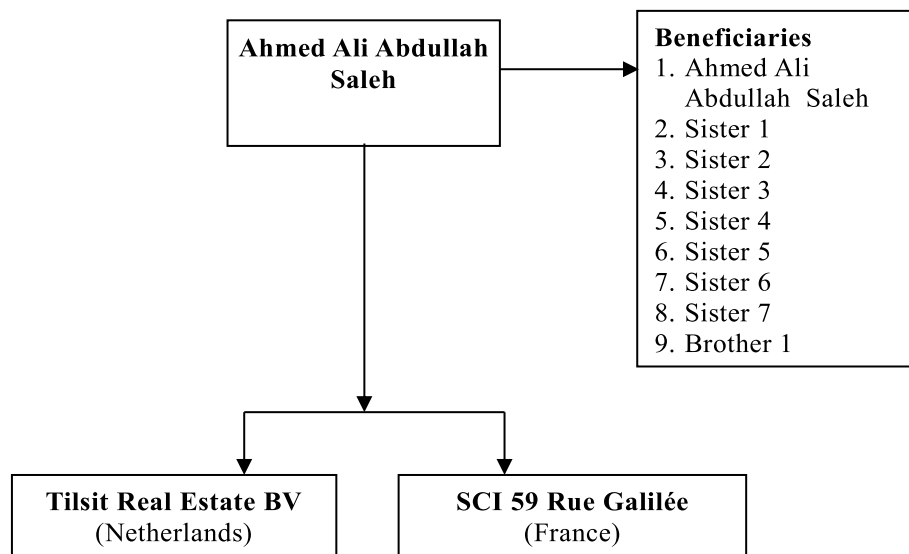 Ahmed Ali Abdullah
Saleh
Beneficiaries
1. Ahmed Ali
Abdullah Saleh
2. Sister 1
3. Sister 2
4. Sister 3
5. Sister 4
6. Sister 5
7. Sister 6
8. Sister 7
9. Brother 1
Tilsit Real Estate BV
(Netherlands)
SCI 59 Rue Galilée
(France)